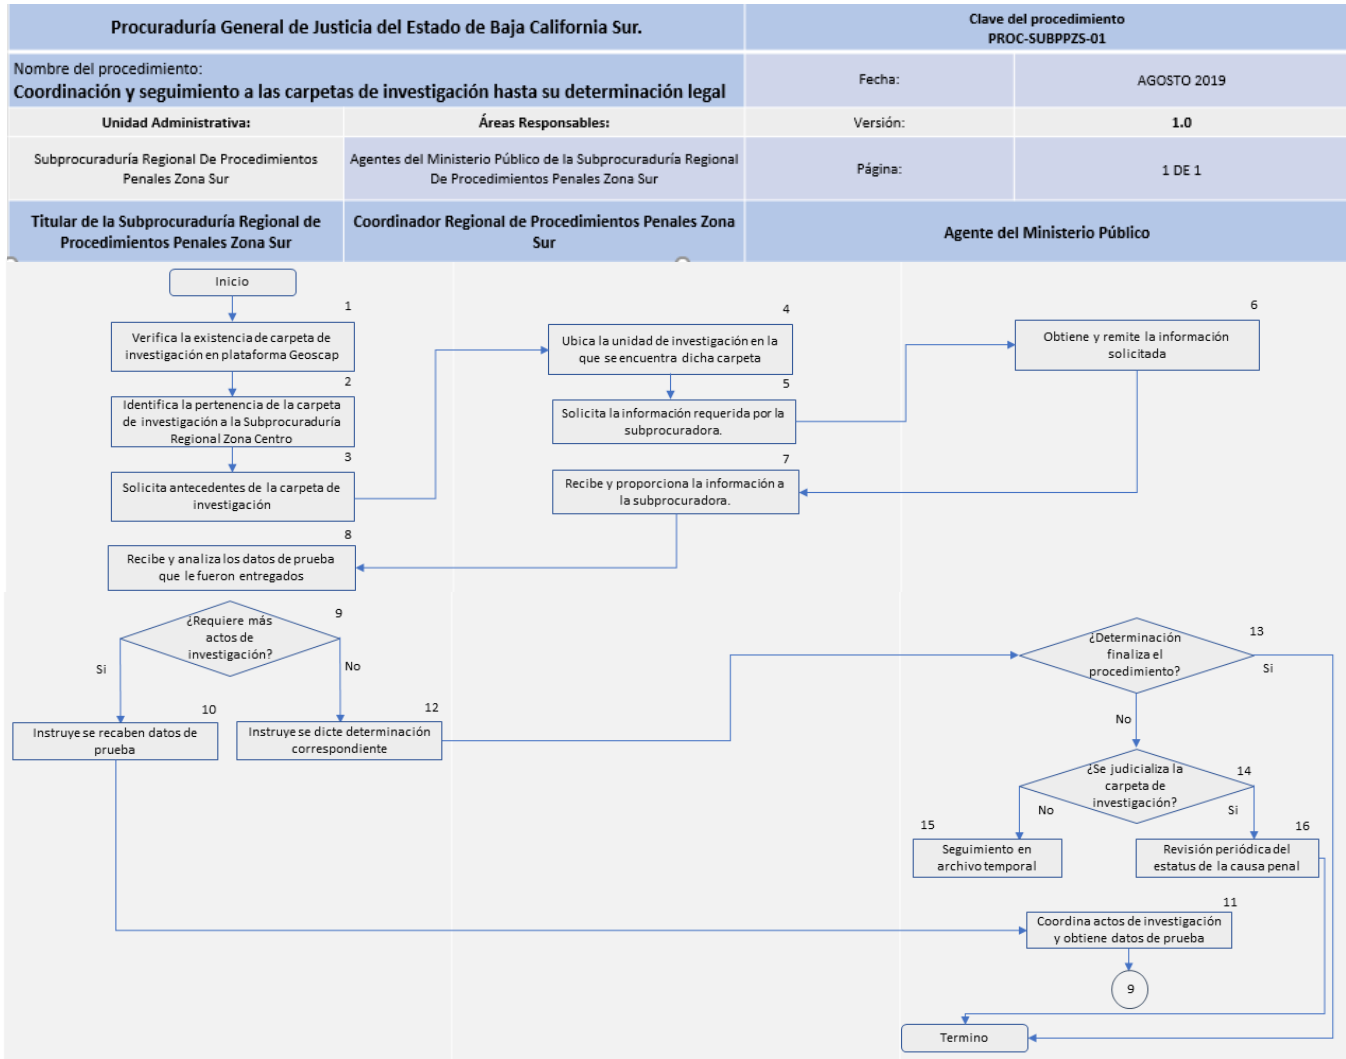 Procuraduría General de Justicia del Estado de Baja California Sur.
Clave del procedimiento
PROC-SUBPPZS-01
Nombre del procedimiento:
Coordinación y seguimiento a las carpetas de investigación hasta su determinación legal
Fecha:
AGOSTO 2019
Unidad Administrativa:
Áreas Responsables:
Versión:
1.0
Subprocuraduría Regional De Procedimientos
Penales Zona Sur
Agentes del Ministerio Público de la Subprocuraduría Regional
De Procedimientos Penales Zona Sur
Página:
1 DE 1
Titular de la Subprocuraduría Regional de
Procedimientos Penales Zona Sur
Coordinador Regional de Procedimientos Penales Zona
Sur
Agente del Ministerio Público
Inicio
1
Verifica la existencia de carpeta de
investigación en plataforma Geoscap
2
Identifica la pertenencia de la carpeta
de investigación a la Subprocuraduría
Regional Zona Centro
3
Solicita antecedentes de la carpeta de
investigación
4
Ubica la unidad de investigación en la
que se encuentra dicha carpeta
5
Solicita la información requerida por la
subprocuradora.
6
Obtiene y remite la información
solicitada
7
Recibe y proporciona la información a
la subprocuradora.
8
Recibe y analiza los datos de prueba
que le fueron entregados
9
¿Requiere más
actos de
investigación?
Si
No
10
Instruye se recaben datos de
prueba
12
Instruye se dicte determinación
correspondiente
13
¿Determinación
finaliza el
procedimiento?
Si
No
14
¿Se judicializa la
carpeta de
investigación?
No
Si
15
Seguimiento en
archivo temporal
16
Revisión periódica del
estatus de la causa penal
11
Coordina actos de investigación
y obtiene datos de prueba
9
Termino